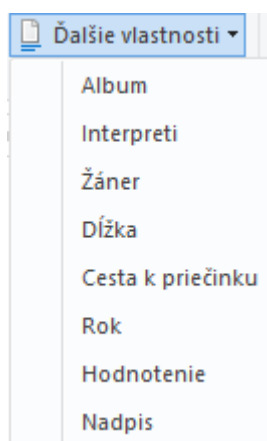 Ďalšie vlastnosti
Album
Interpreti
Žáner
Dĺžka
Cesta k priečinku
Rok
Hodnotenie
Nadpis